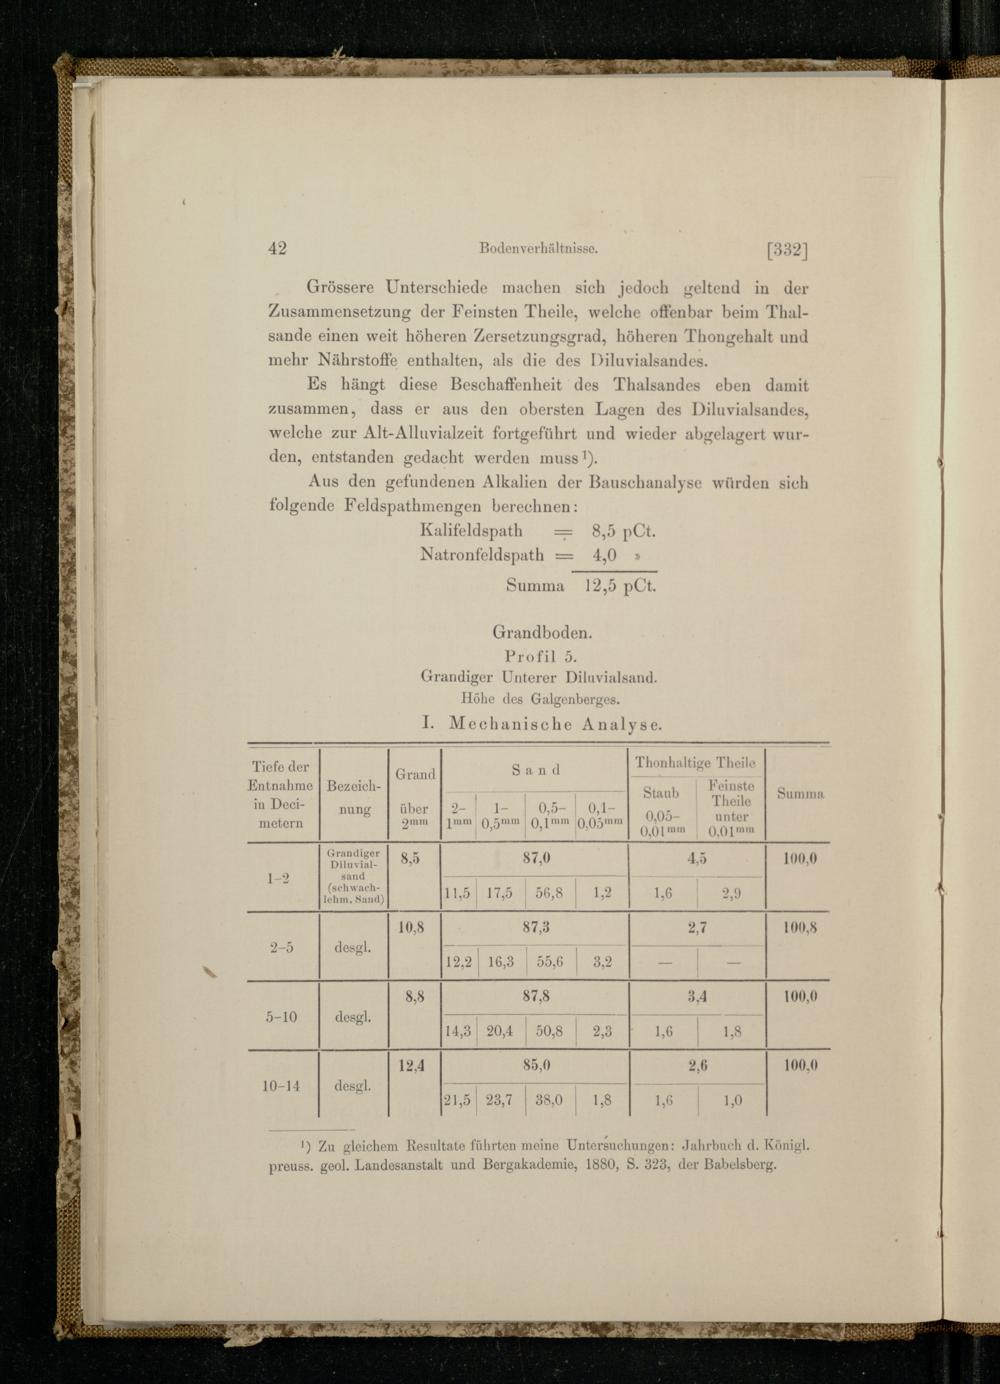 42 Bodenverhältnisse. [332]
Grössere Unterschiede machen sich jedoch geltend in der
Zusammensetzung der Feinsten Theile, welche offenbar beim Thal-
sande einen weit höheren Zersetzungsgrad, höheren Thongehalt und
mehr Nährstoffe enthalten, als die des Diluvialsandes.
Es hängt diese Beschaffenheit des Thalsandes eben damit
zusammen, dass er aus den obersten Lagen des Diluvialsandes,
welche zur Alt-Alluvialzeit fortgeführt und wieder abgelagert wur-
den, entstanden gedacht werden muss ¹).
Aus den gefundenen Alkalien der Bauschanalyse würden sich
folgende Feldspathmengen berechnen:
Kalifeldspath = 8,5 pCt.
Natronfeldspath = 4,0 »
Summa 12,5 pCt.
Grandboden.
Profil 5.
Grandiger Unterer Diluvialsand.
Höhe des Galgenberges.
I. Mechanische Analyse.
Tiefe der
Entnahme
in Deci-
metern
Bezeich-
nung
Grand
über
2mm
Sand
2-
1mm
1-
0,5mm
0,5-
0,1mm
0,1-
0,05mm
Thonhaltige Theile
Staub
0,05-
0,01mm
Feinste
Theile
unter
0,01mm
Summa
1-2
Grandiger
Diluvial-
sand
(schwach-
lehm. Sand)
8,5 87,0 4,5 100,0
11,5 17,5 56,8 1,2 1,6 2,9
2-5 desgl.
10,8 87,3 2,7 100,8
12,2 16,3 55,6 3,2 — —
5-10 desgl.
8,8 87,8 3,4 100,0
14,3 20,4 50,8 2,3 1,6 1,8
10-14 desgl.
12,4 85,0 2,6 100,0
21,5 23,7 38,0 1,8 1,6 1,0
¹) Zu gleichem Resultate führten meine Untersuchungen: Jahrbuch d. Königl.
preuss. geol. Landesanstalt und Bergakademie, 1880, S. 323, der Babelsberg.